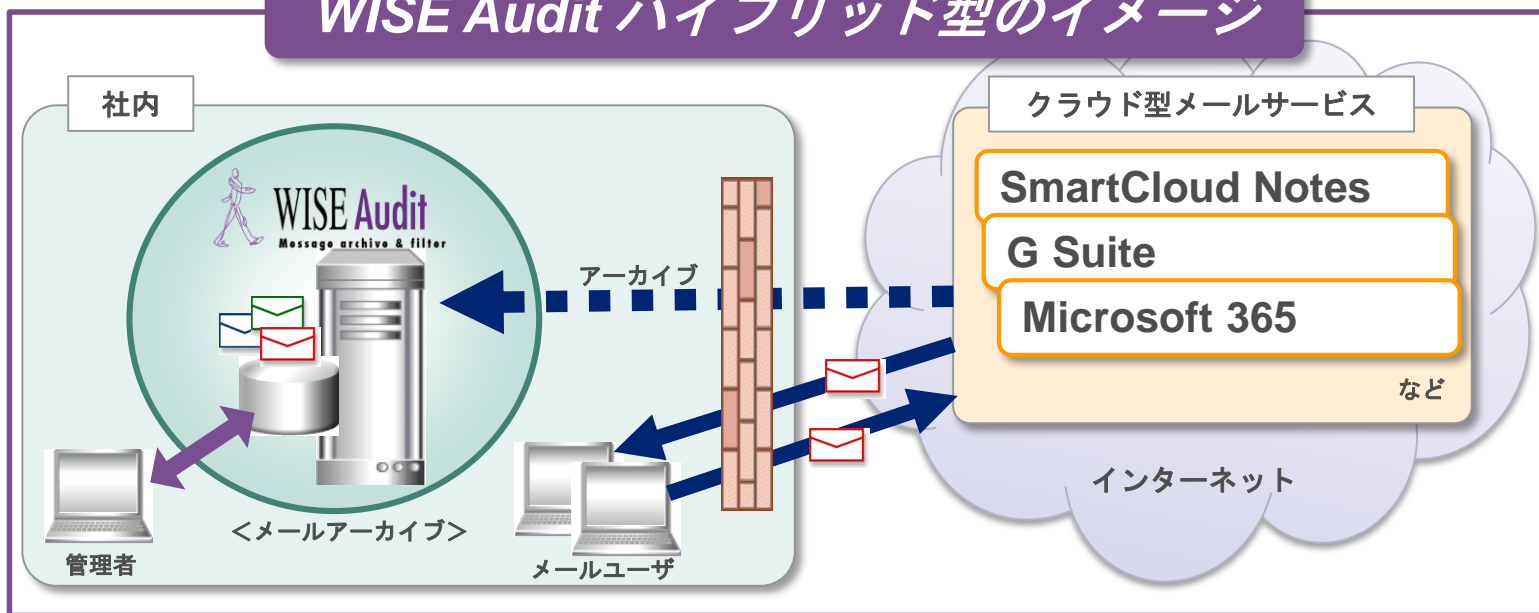 WISE Audit ハイブリッド型のイメージ
社内
クラウド型メールサービス
WISE Audit
Message archive & filter
SmartCloud Notes
G Suite
Microsoft 365
など
アーカイブ
インターネット
＜メールアーカイブ＞
管理者
メールユーザ